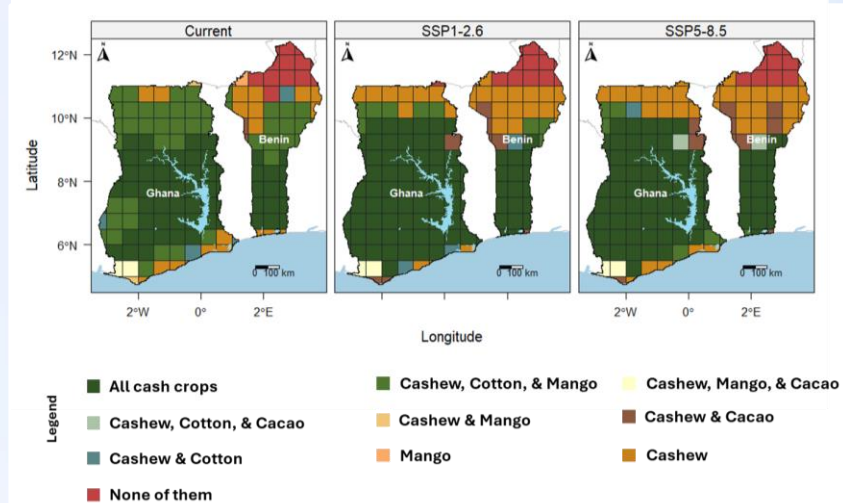 Current
SSP1-2.6
SSP5-8.5
12°N
10°N
8°N
6°N
Latitude
Benin
Ghana
0 100 km
Benin
Ghana
0 100 km
Benin
Ghana
0 100 km
2°W 0° 2°E
2°W 0° 2°E
Longitude
Legend
All cash crops
Cashew, Cotton, & Mango
Cashew, Mango, & Cacao
Cashew, Cotton, & Cacao
Cashew & Mango
Cashew & Cacao
Cashew & Cotton
Mango
Cashew
None of them